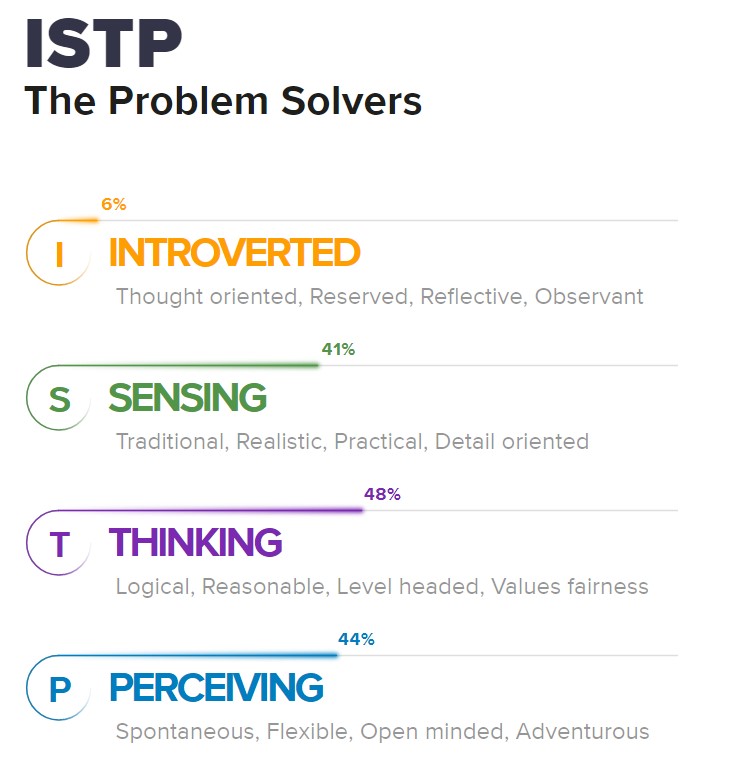 ISTP
The Problem Solvers
6%
I INTROVERTED
Thought oriented, Reserved, Reflective, Observant
41%
S SENSING
Traditional, Realistic, Practical, Detail oriented
48%
T THINKING
Logical, Reasonable, Level headed, Values fairness
44%
P PERCEIVING
Spontaneous, Flexible, Open minded, Adventurous